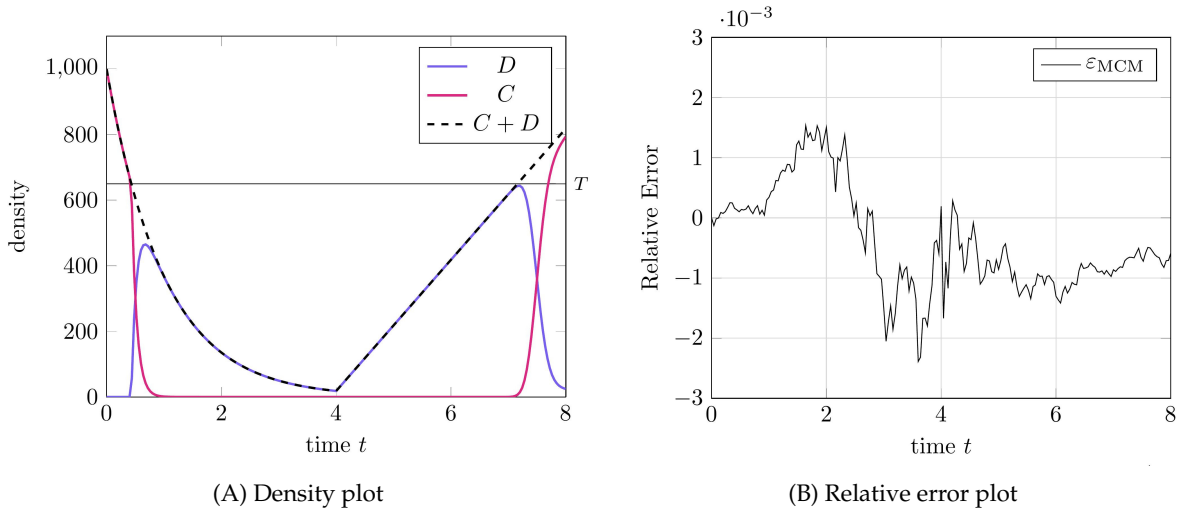 1,000
800
600
400
200
0
0
2
4
6
8
density
time t
D
C
C + D
T
(A) Density plot
·10⁻³
3
2
1
0
−1
−2
−3
0
2
4
6
8
Relative Error
time t
εMCM
(B) Relative error plot